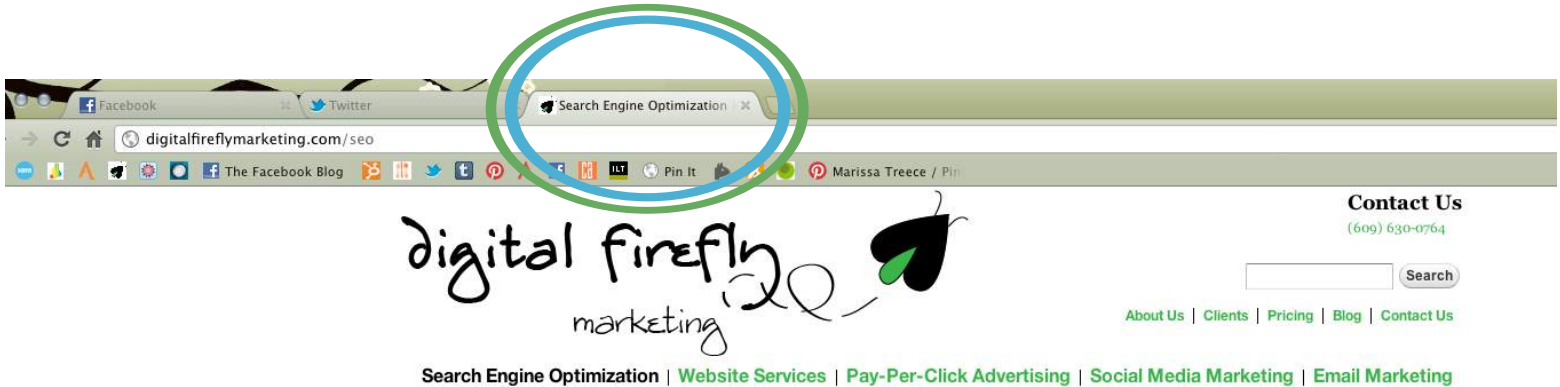 Facebook Twitter Search Engine Optimization
digitalfireflymarketing.com/seo
The Facebook Blog ILT Pin It Marissa Treece / Pin
digital firefly
marketing
Contact Us
(609) 630-0764
Search
About Us | Clients | Pricing | Blog | Contact Us
Search Engine Optimization | Website Services | Pay-Per-Click Advertising | Social Media Marketing | Email Marketing